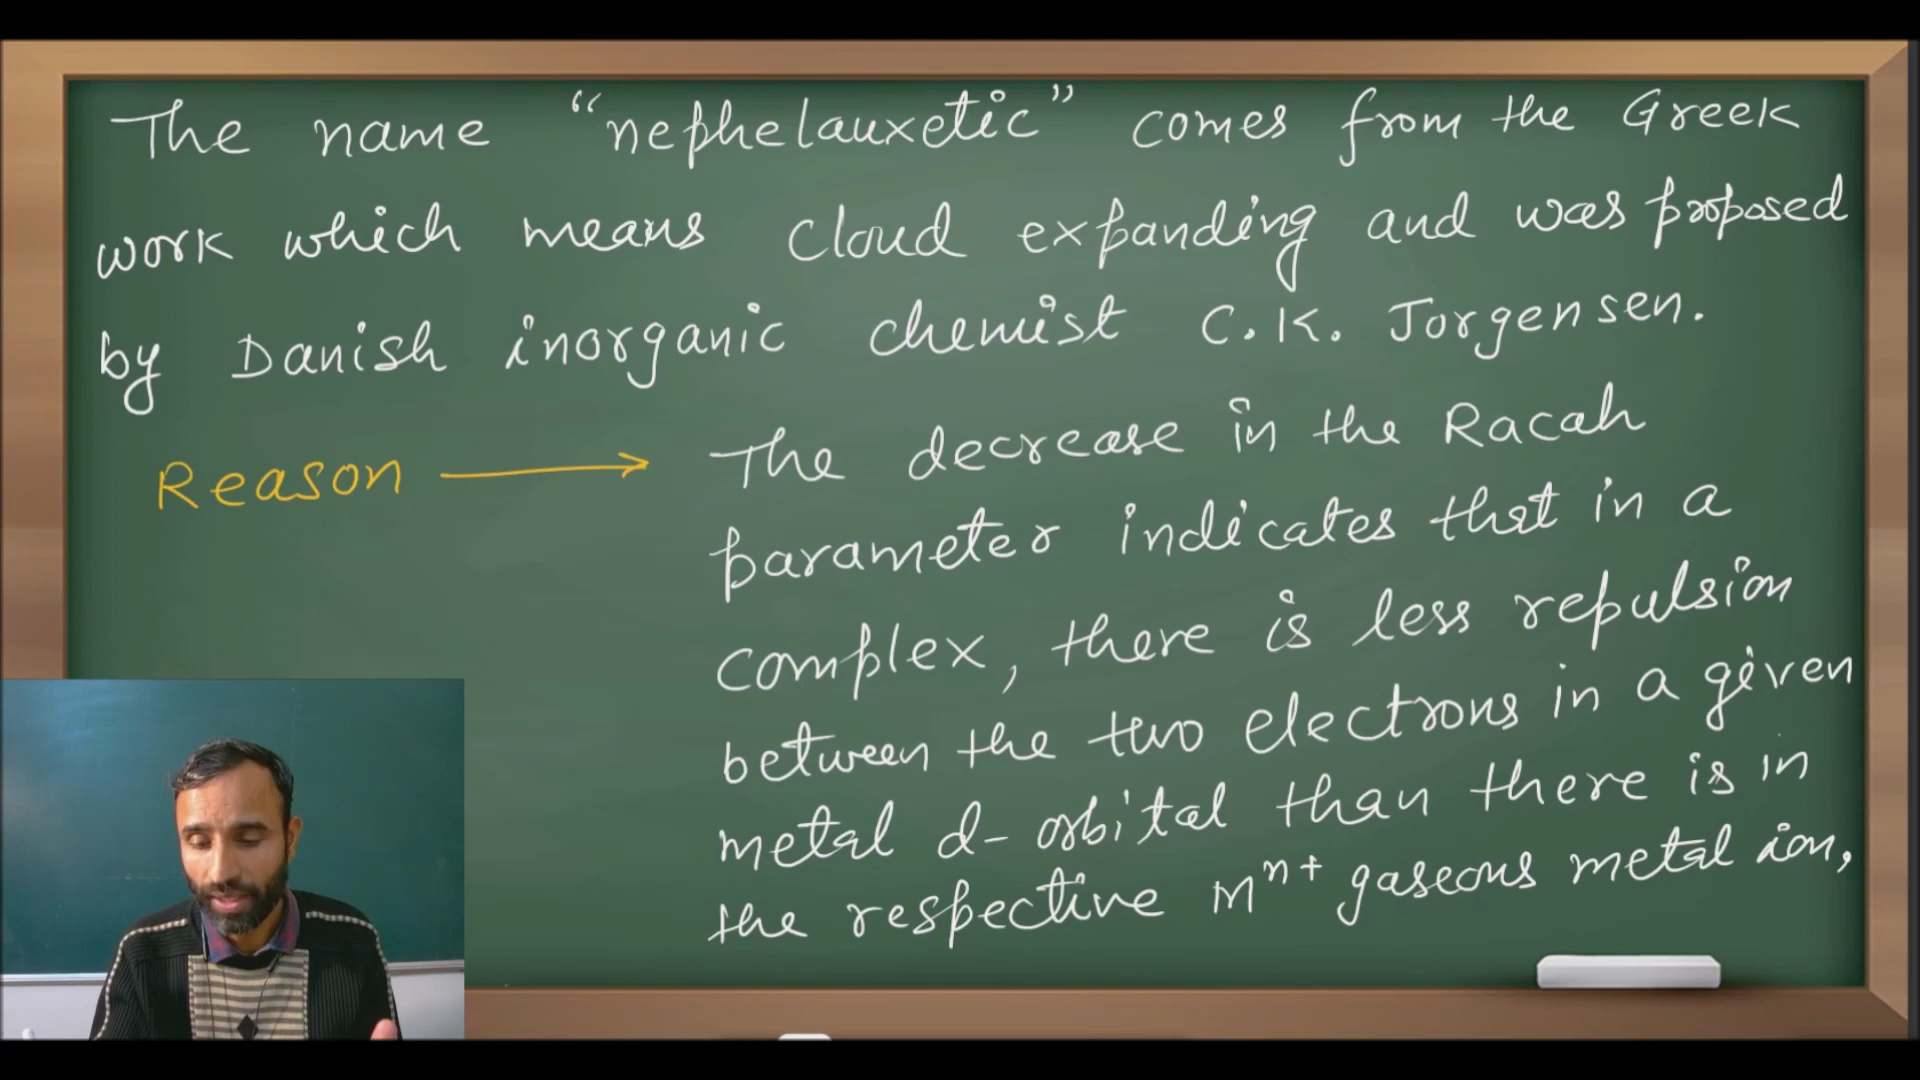 The name "nephelauxetic" comes from the Greek
work which means cloud expanding and was proposed
by Danish inorganic chemist C.K. Jorgensen.
Reason → The decrease in the Racah
parameter indicates that in a
complex, there is less repulsion
between the two electrons in a given
metal d-orbital than there is in
the respective Mⁿ⁺ gaseous metal ion,